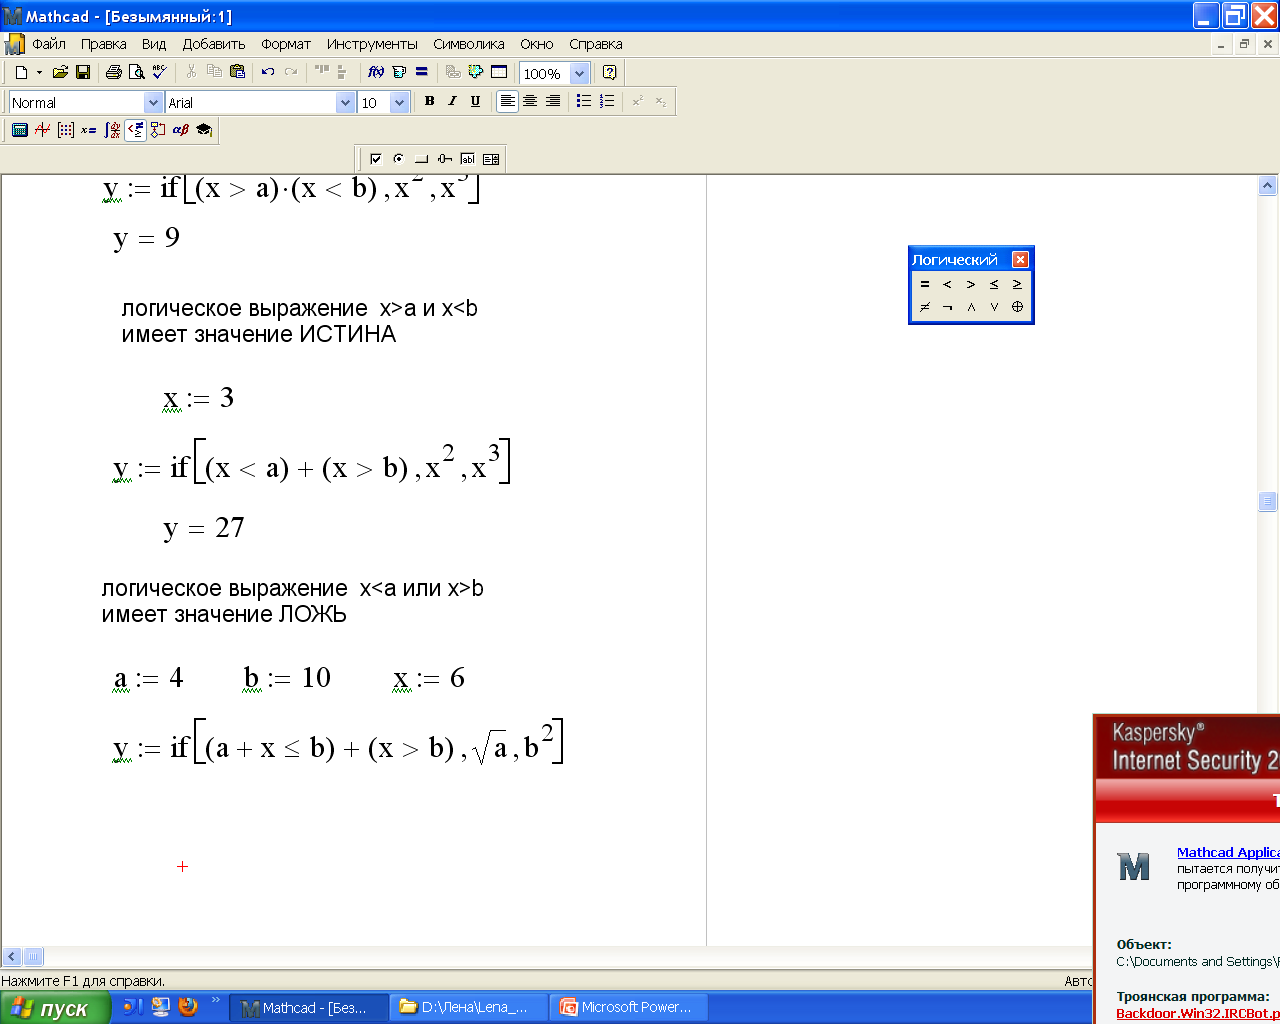 Mathcad - [Безымянный:1]
Файл Правка Вид Добавить Формат Инструменты Символика Окно Справка
100%
Normal Arial 10 B I U
y := if[(x > a)·(x < b), x², x³]
y = 9
логическое выражение x>a и x<b
имеет значение ИСТИНА
x := 3
y := if[(x < a) + (x > b), x², x³]
y = 27
логическое выражение x<a или x>b
имеет значение ЛОЖЬ
a := 4 b := 10 x := 6
y := if[(a + x ≤ b) + (x > b), √a, b²]
Логический
= < > ≤ ≥
≠ ¬ ∧ ∨ ⊕
Kaspersky®
Internet Security 2
Mathcad Applica
пытается получит
программному об
Объект:
C:\Documents and Settings\
Троянская программа:
Backdoor.Win32.IRCBot.p
Нажмите F1 для справки.
Авто
пуск
Mathcad - [Без...
D:\Лена\Lena_...
Microsoft Power...